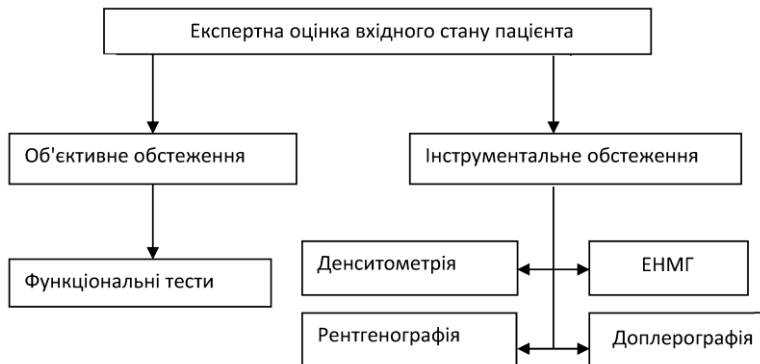 Експертна оцінка вхідного стану пацієнта
Об'єктивне обстеження
Інструментальне обстеження
Функціональні тести
Денситометрія
ЕНМГ
Рентгенографія
Доплерографія